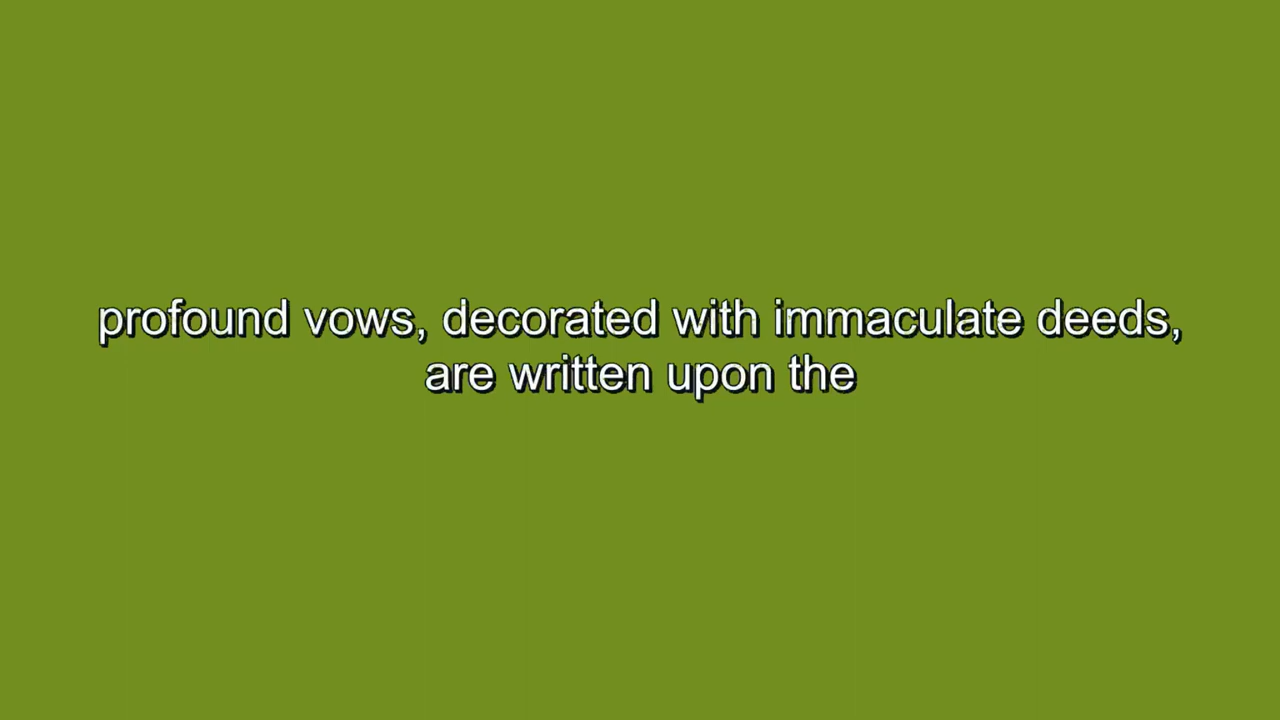 profound vows, decorated with immaculate deeds,
are written upon the